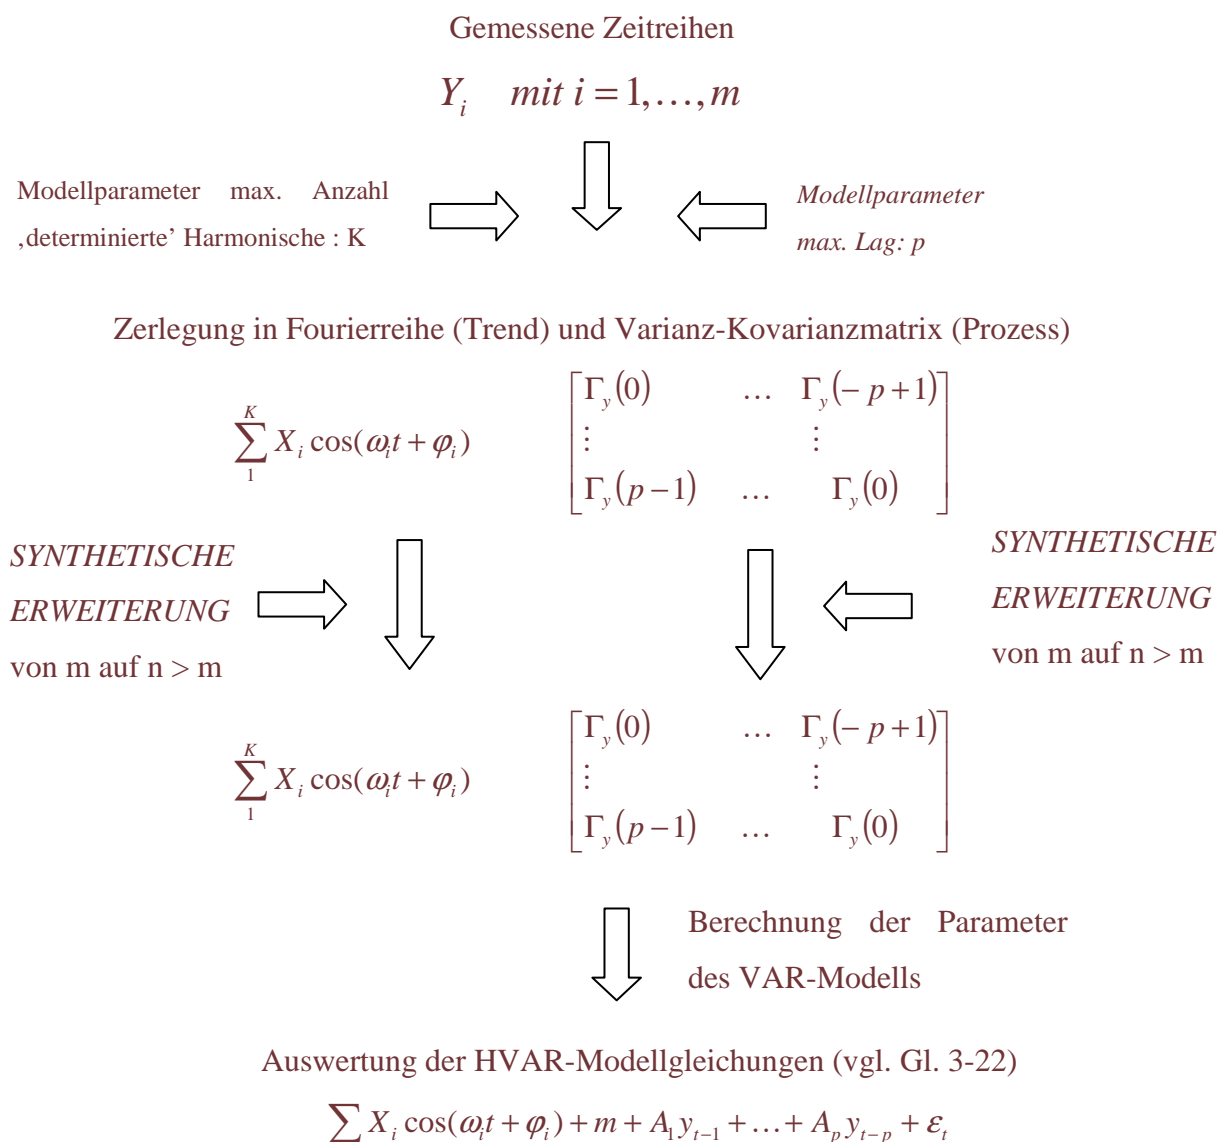 Gemessene Zeitreihen
Y_i mit i = 1,…,m
Modellparameter max. Anzahl
‚determinierte’ Harmonische : K
Modellparameter
max. Lag: p
Zerlegung in Fourierreihe (Trend) und Varianz-Kovarianzmatrix (Prozess)
∑_1^K X_i cos(ω_i t + φ_i)
[Γ_y(0) … Γ_y(− p +1)
⋮ ⋮
Γ_y(p −1) … Γ_y(0)]
SYNTHETISCHE
ERWEITERUNG
von m auf n > m
SYNTHETISCHE
ERWEITERUNG
von m auf n > m
∑_1^K X_i cos(ω_i t + φ_i)
[Γ_y(0) … Γ_y(− p +1)
⋮ ⋮
Γ_y(p −1) … Γ_y(0)]
Berechnung der Parameter
des VAR-Modells
Auswertung der HVAR-Modellgleichungen (vgl. Gl. 3-22)
∑ X_i cos(ω_i t + φ_i) + m + A_1 y_{t−1} + … + A_p y_{t−p} + ε_t